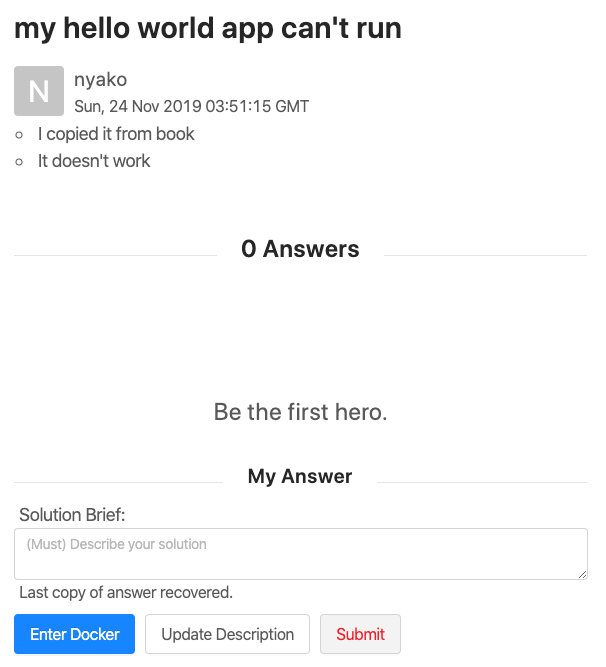 my hello world app can't run
N
nyako
Sun, 24 Nov 2019 03:51:15 GMT
I copied it from book
It doesn't work
0 Answers
Be the first hero.
My Answer
Solution Brief:
(Must) Describe your solution
Last copy of answer recovered.
Enter Docker
Update Description
Submit